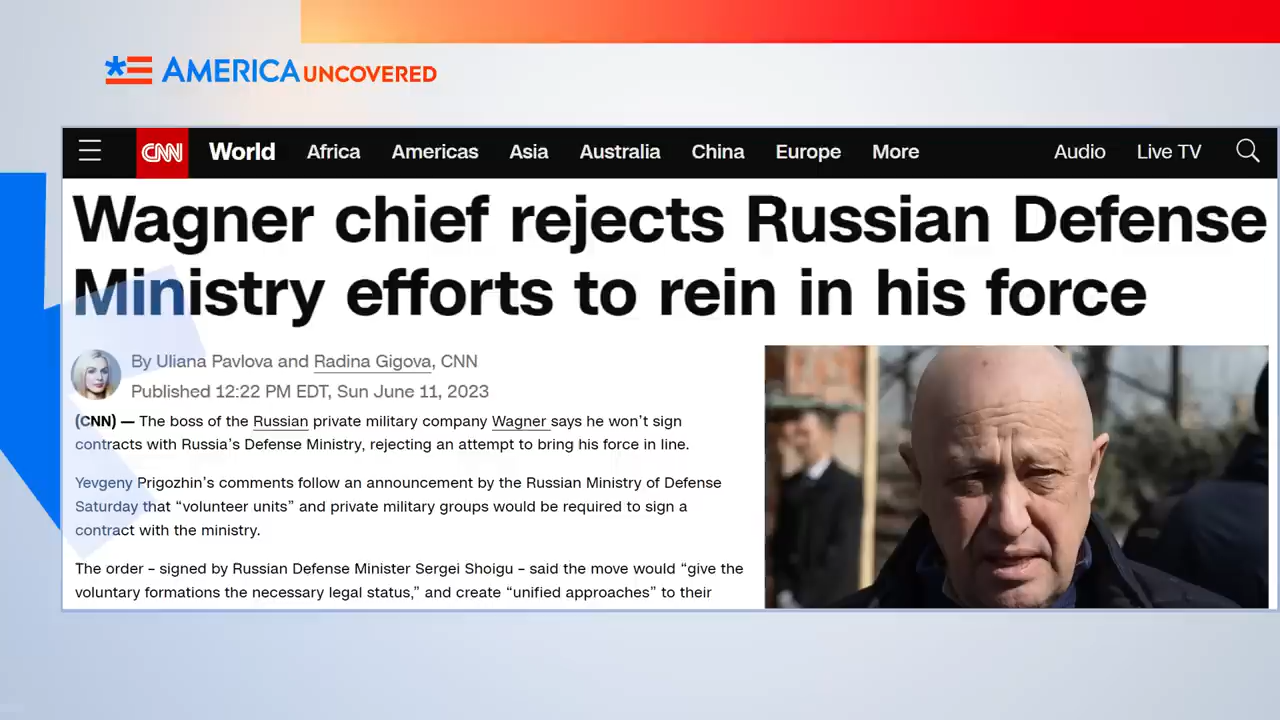 AMERICA UNCOVERED
CNN World Africa Americas Asia Australia China Europe More Audio Live TV
Wagner chief rejects Russian Defense
Ministry efforts to rein in his force
By Uliana Pavlova and Radina Gigova, CNN
Published 12:22 PM EDT, Sun June 11, 2023
(CNN) — The boss of the Russian private military company Wagner says he won’t sign
contracts with Russia’s Defense Ministry, rejecting an attempt to bring his force in line.
Yevgeny Prigozhin’s comments follow an announcement by the Russian Ministry of Defense
Saturday that “volunteer units” and private military groups would be required to sign a
contract with the ministry.
The order – signed by Russian Defense Minister Sergei Shoigu – said the move would “give the
voluntary formations the necessary legal status,” and create “unified approaches” to their